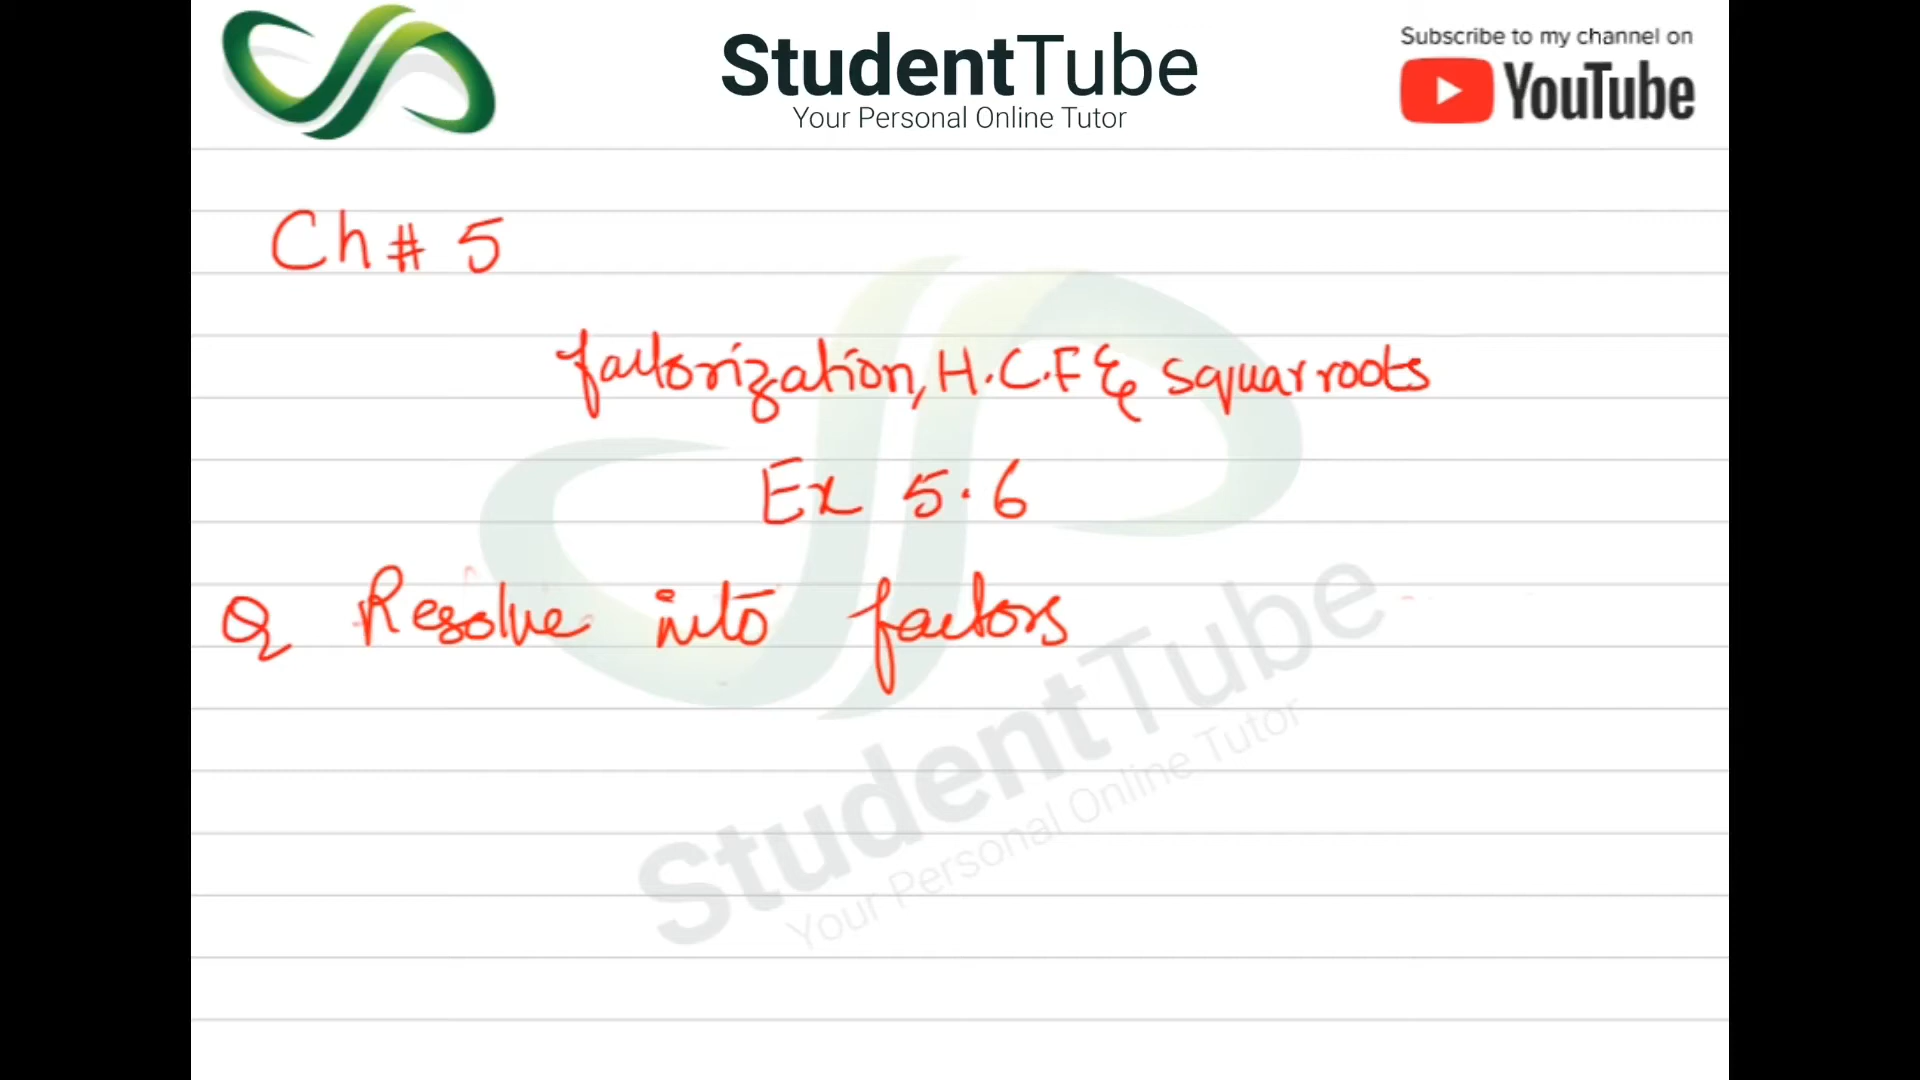 StudentTube
Your Personal Online Tutor
Subscribe to my channel on
YouTube
Ch # 5
factorization, H.C.F & squar roots
Ex 5.6
Q Resolve into factors
StudentTube
Your Personal Online Tutor